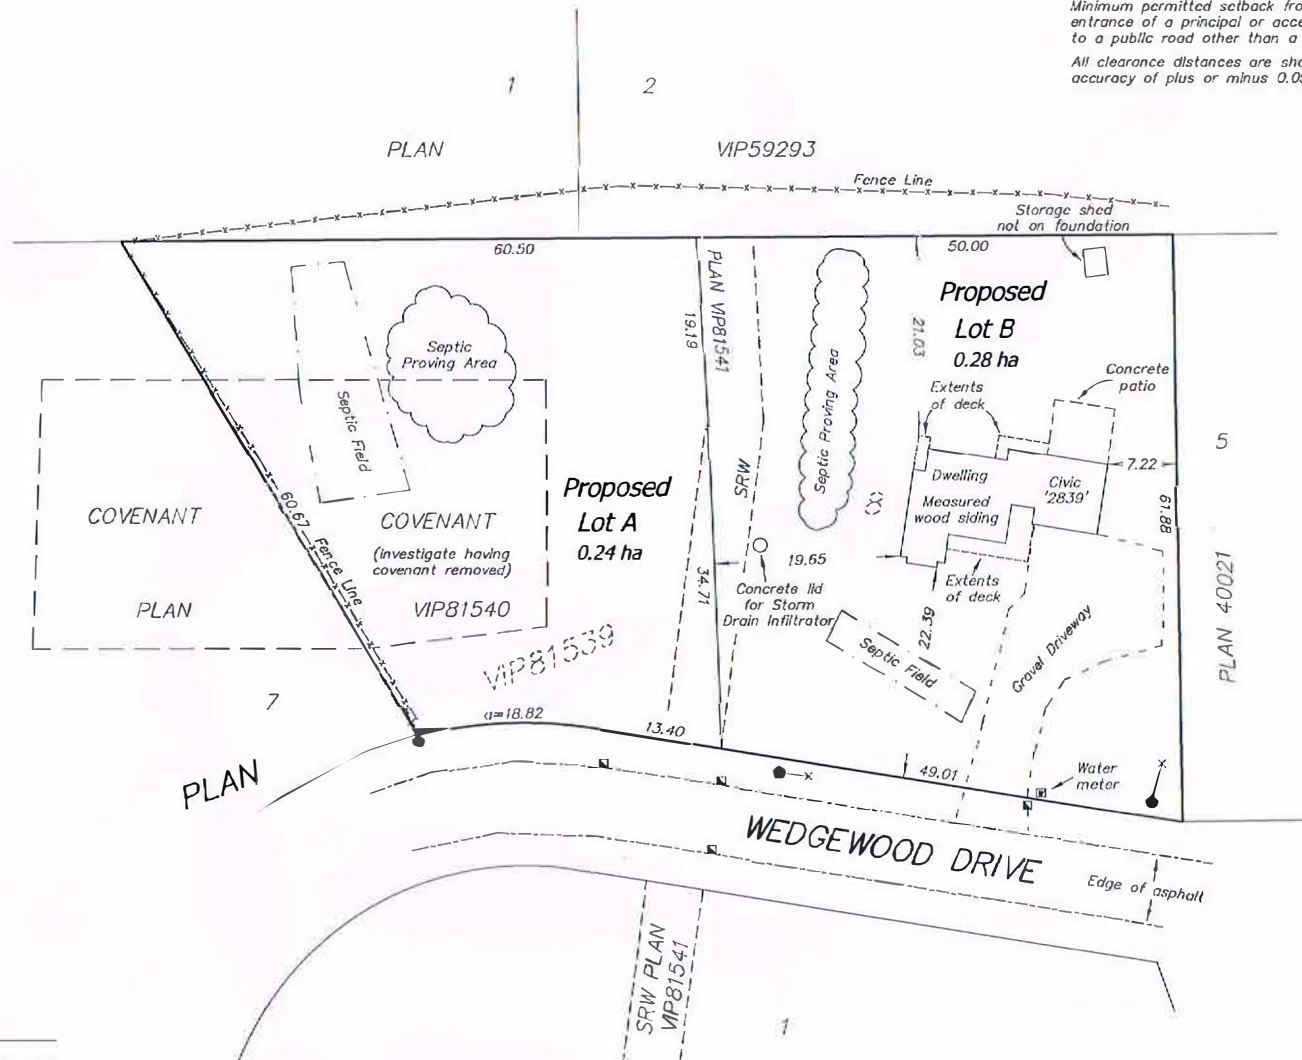 Minimum permitted setback
entrance of a principal or
to a public road other than a
All clearance distances are
accuracy of plus or minus
1
2
PLAN
VIP59293
Fence Line
Storage shed
not on foundation
60.50
50.00
PLAN VIP81541
19.19
21.03
Proposed
Lot B
0.28 ha
Septic
Proving Area
Septic Proving Area
Concrete
patio
Extents
of deck
Septic Field
5
7.22
Dwelling
Civic
'2839'
Measured
wood siding
SRW
Proposed
Lot A
0.24 ha
COVENANT
COVENANT
(investigate having
covenant removed)
60.67
Fence Line
61.88
19.65
Concrete lid
for Storm
Drain Infiltrator
34.71
Extents
of deck
PLAN
VIP81540
22.39
Septic Field
Gravel Driveway
PLAN 40021
VIP81539
7
a=18.82
13.40
49.01
Water
meter
PLAN
WEDGEWOOD DRIVE
Edge of asphalt
SRW PLAN
VIP81541
1